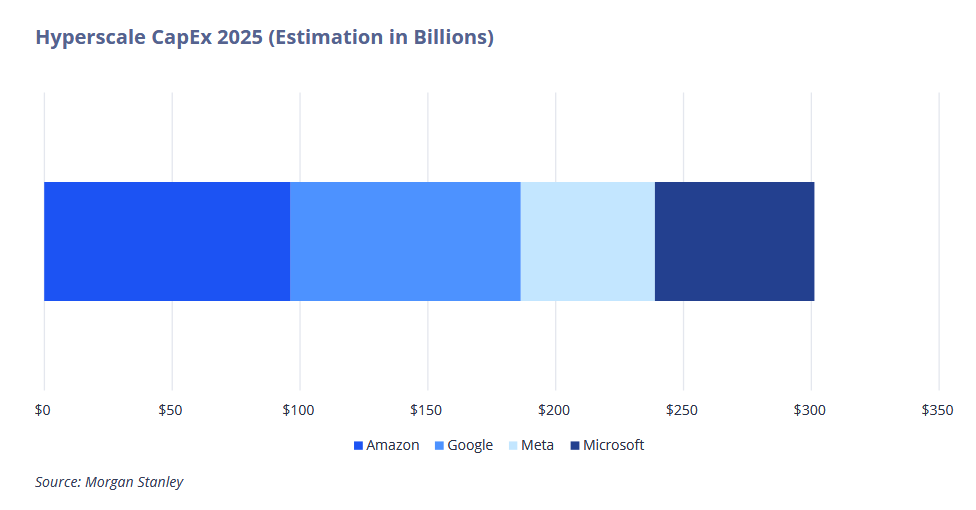 Hyperscale CapEx 2025 (Estimation in Billions)
$0 $50 $100 $150 $200 $250 $300 $350
Amazon Google Meta Microsoft
Source: Morgan Stanley